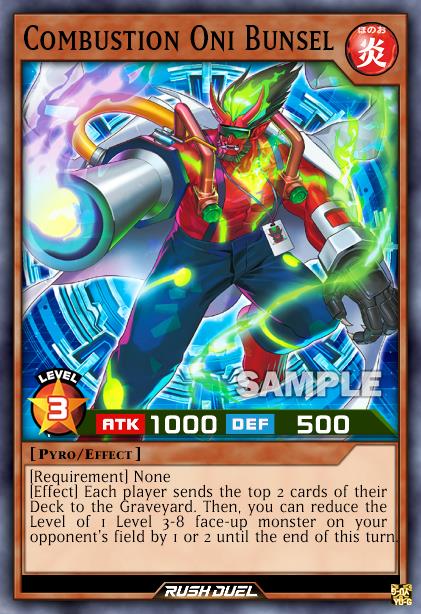 COMBUSTION ONI BUNSEL
ほのお
炎
SAMPLE
LEVEL
3
ATK 1000 DEF 500
[PYRO/EFFECT]
[Requirement] None
[Effect] Each player sends the top 2 cards of their
Deck to the Graveyard. Then, you can reduce the
Level of 1 Level 3-8 face-up monster on your
opponent's field by 1 or 2 until the end of this turn.
RUSH DUEL